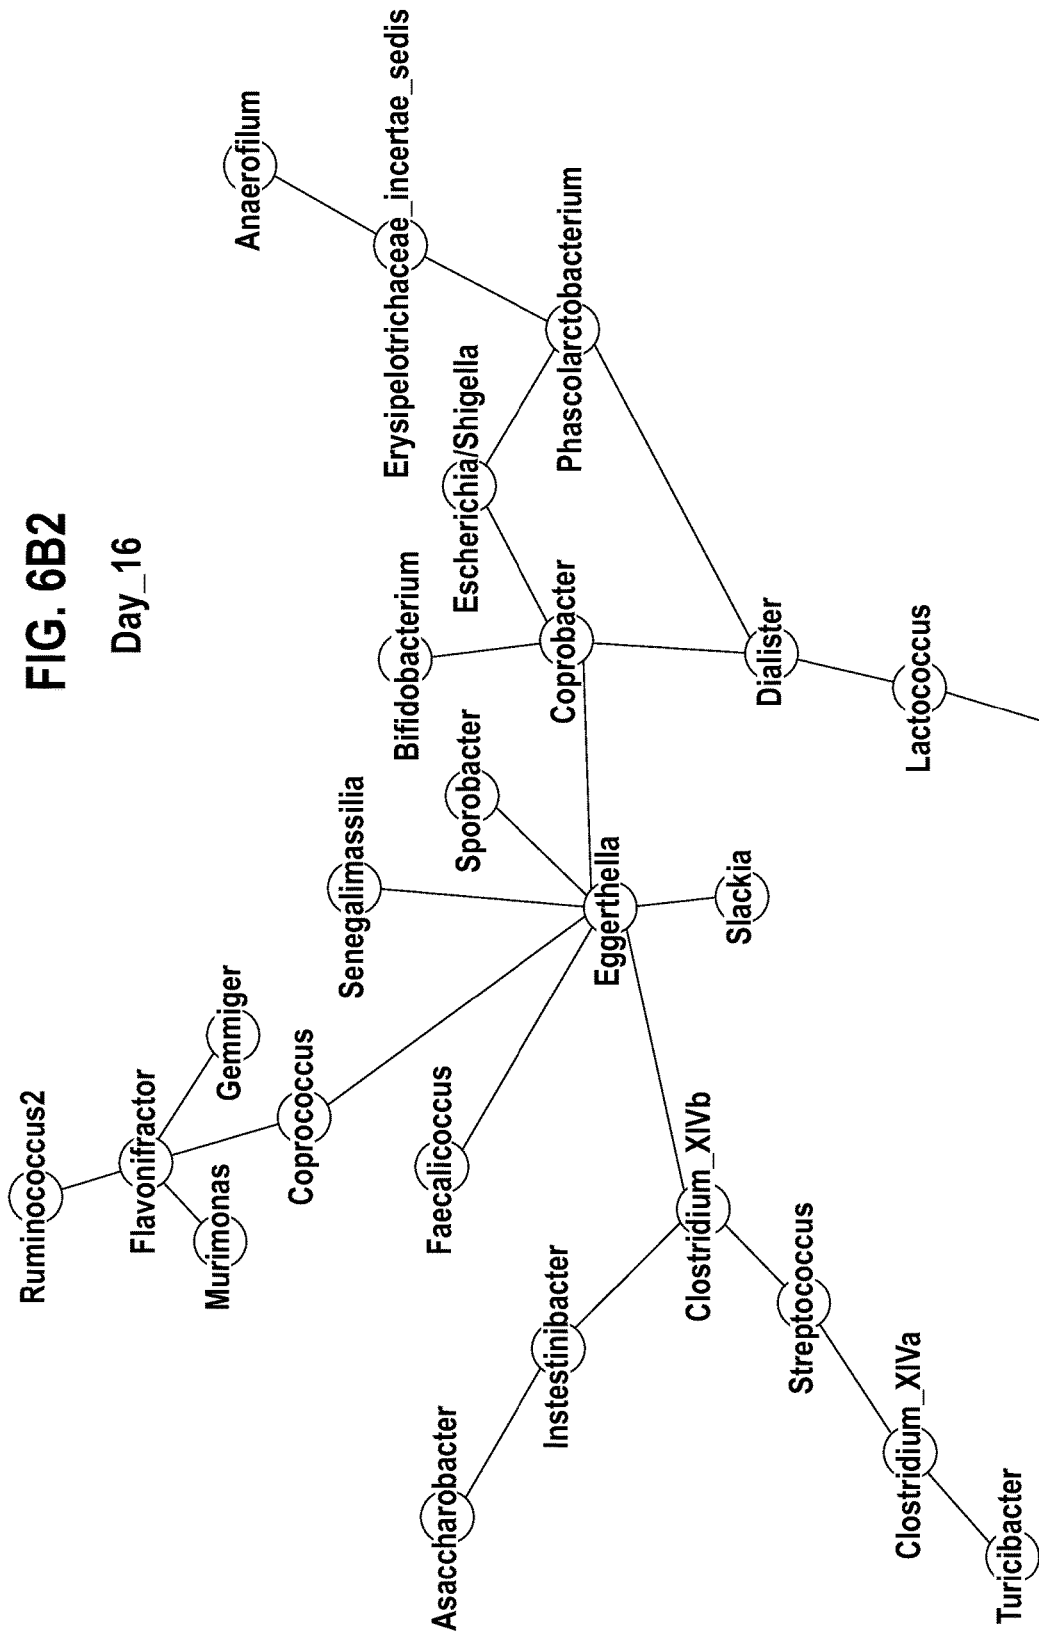 FIG. 6B2
Day_16
Anaerofilum
Erysipelotrichaceae_incertae_sedis
Phascolarctobacterium
Escherichia/Shigella
Bifidobacterium
Coprobacter
Dialister
Lactococcus
Sporobacter
Senegalimassilia
Eggerthella
Slackia
Ruminococcus2
Flavonifractor
Gemmiger
Murimonas
Coprococcus
Faecalicoccus
Clostridium_XIVb
Instestinibacter
Asaccharobacter
Streptococcus
Clostridium_XIVa
Turicibacter